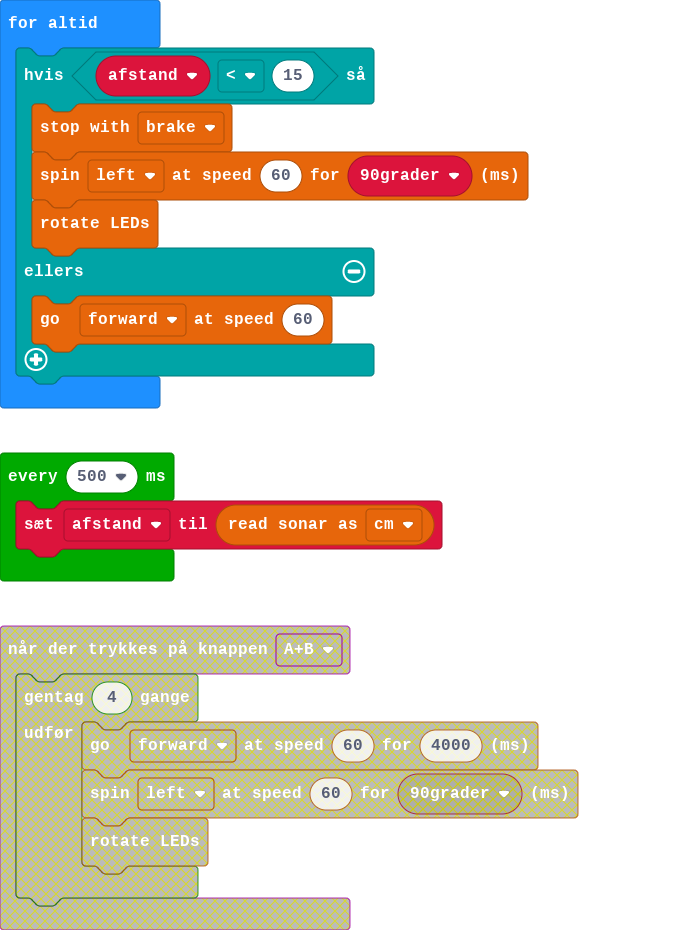 for altid
hvis afstand < 15 så
stop with brake
spin left at speed 60 for 90grader (ms)
rotate LEDs
ellers
go forward at speed 60
every 500 ms
sæt afstand til read sonar as cm
når der trykkes på knappen A+B
gentag 4 gange
udfør go forward at speed 60 for 4000 (ms)
spin left at speed 60 for 90grader (ms)
rotate LEDs